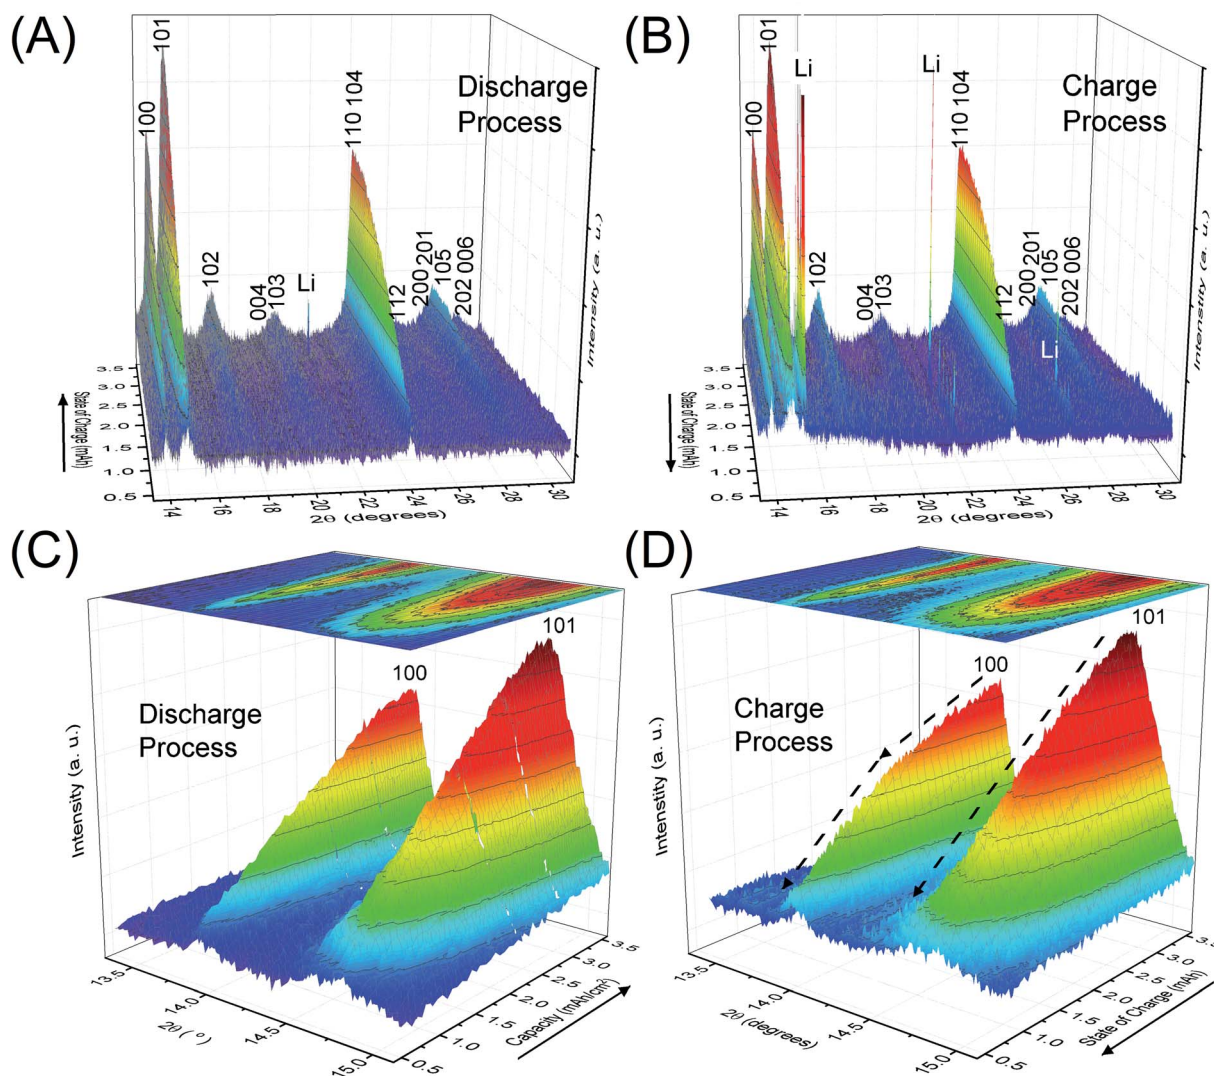 (A)
101
100
Discharge
Process
110 104
102
004
103
Li
112
200 201
105
202 006
Intenstity (a. u.)
3.5
3.0
2.5
2.0
1.5
1.0
0.5
State of Charge (mAh)
14
16
18
20
22
24
26
28
30
2θ (degrees)
(B)
101
Li
Li
100
Charge
Process
110 104
102
004
103
112
200 201
105
202 006
Li
Intensity (a. u.)
3.5
3.0
2.5
2.0
1.5
1.0
0.5
State of Charge (mAh)
14
16
18
20
22
24
26
28
30
2θ (degrees)
(C)
101
100
Discharge
Process
Intensity (a. u.)
13.5
14.0
14.5
15.0
2θ (°)
0.5
1.0
1.5
2.0
2.5
3.0
3.5
Capacity (mAh/cm²)
(D)
101
100
Charge
Process
Intenstity (a. u.)
13.5
14.0
14.5
15.0
2θ (degrees)
0.5
1.0
1.5
2.0
2.5
3.0
3.5
State of Charge (mAh)